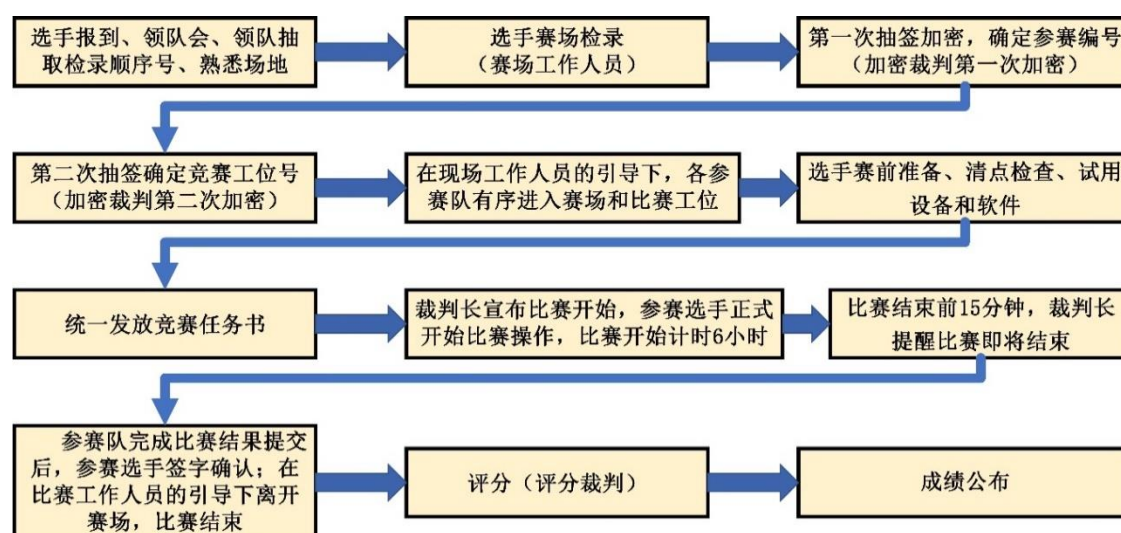 选手报到、领队会、领队抽
取检录顺序号、熟悉场地
选手赛场检录
（赛场工作人员）
第一次抽签加密，确定参赛编号
（加密裁判第一次加密）
第二次抽签确定竞赛工位号
（加密裁判第二次加密）
在现场工作人员的引导下，各参
赛队有序进入赛场和比赛工位
选手赛前准备、清点检查、试用
设备和软件
统一发放竞赛任务书
裁判长宣布比赛开始，参赛选手正式
开始比赛操作，比赛开始计时6小时
比赛结束前15分钟，裁判长
提醒比赛即将结束
参赛队完成比赛结果提交
后，参赛选手签字确认；在
比赛工作人员的引导下离开
赛场，比赛结束
评分（评分裁判）
成绩公布